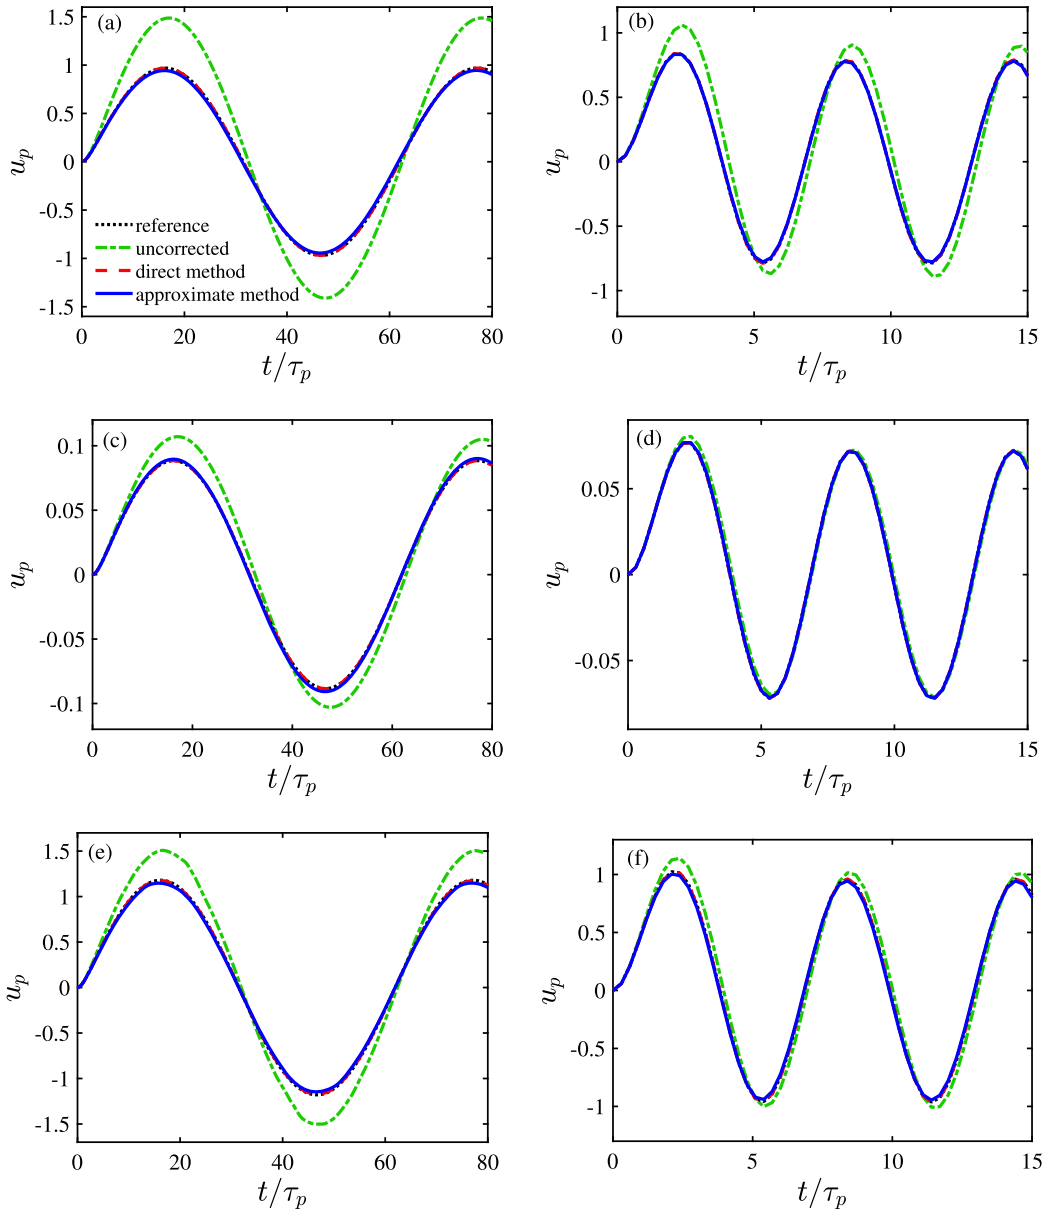 (a)
1.5
1
0.5
0
-0.5
-1
-1.5
u_p
reference
uncorrected
direct method
approximate method
0 20 40 60 80
t/τ_p
(b)
1
0.5
0
-0.5
-1
u_p
0 5 10 15
t/τ_p
(c)
0.1
0.05
0
-0.05
-0.1
u_p
0 20 40 60 80
t/τ_p
(d)
0.05
0
-0.05
u_p
0 5 10 15
t/τ_p
(e)
1.5
1
0.5
0
-0.5
-1
-1.5
u_p
0 20 40 60 80
t/τ_p
(f)
1
0.5
0
-0.5
-1
u_p
0 5 10 15
t/τ_p